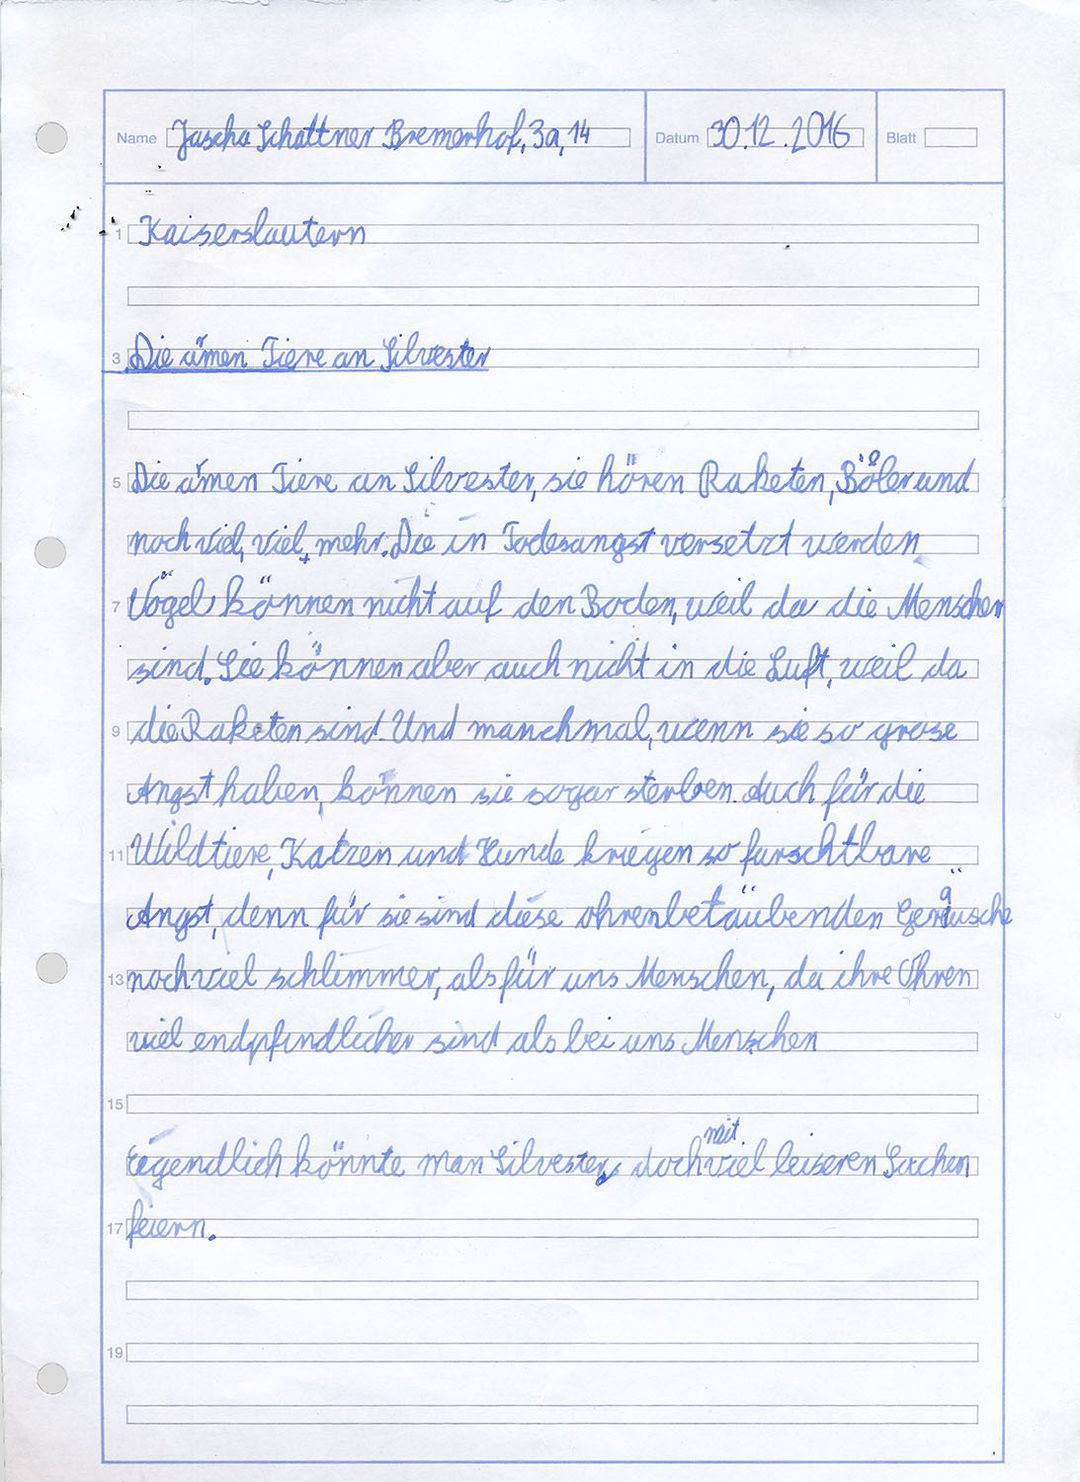 Name Jascha Schattner Bremerhof, 3a, 14 Datum 30.12.2016 Blatt
1 Kaiserslautern
3 Die ärmen Tiere an Silvester
5 Die ärmen Tiere an Silvester, sie hören Raketen, Böler und
noch viel, viel, mehr. Die in Todesangst versetzt werden
7 Vögel können nicht auf den Boden, weil da die Menschen
sind. Sie können aber auch nicht in die Luft, weil da
9 die Raketen sind. Und manchmal, wenn sie so grose
Angst haben, können sie sogar sterben. Auch für die
11 Wildtiere, Katzen und Hunde kriegen so furschtbare
Angst, denn für sie sind diese ohrenbetäubenden Geräusche
13 noch viel schlimmer, als für uns Menschen, da ihre Ohren
viel endpfindlicher sind als bei uns Menschen
15
Eigendlich könnte man Silvester doch mit viel leiseren Sachen
17 feiern.
19